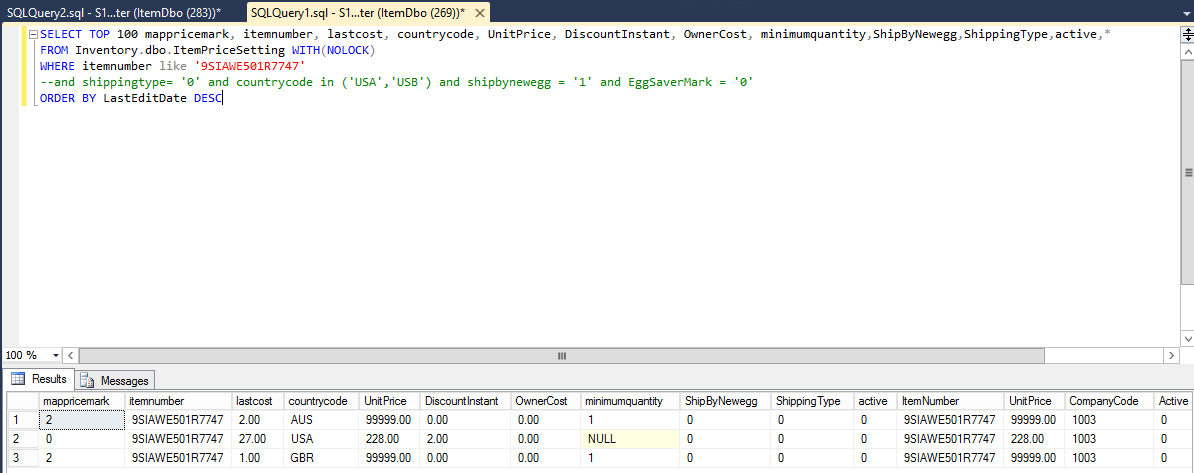 SQLQuery2.sql - S1...ter (ItemDbo (283))* SQLQuery1.sql - S1...ter (ItemDbo (269))*
SELECT TOP 100 mappricemark, itemnumber, lastcost, countrycode, UnitPrice, DiscountInstant, OwnerCost, minimumquantity,ShipByNewegg,ShippingType,active,*
FROM Inventory.dbo.ItemPriceSetting WITH(NOLOCK)
WHERE itemnumber like '9SIAWE501R7747'
--and shippingtype= '0' and countrycode in ('USA','USB') and shipbynewegg = '1' and EggSaverMark = '0'
ORDER BY LastEditDate DESC
100 %
Results Messages
mappricemark itemnumber lastcost countrycode UnitPrice DiscountInstant OwnerCost minimumquantity ShipByNewegg ShippingType active ItemNumber UnitPrice CompanyCode Active
1 2 9SIAWE501R7747 2.00 AUS 99999.00 0.00 0.00 1 0 0 0 9SIAWE501R7747 99999.00 1003 0
2 0 9SIAWE501R7747 27.00 USA 228.00 2.00 0.00 NULL 0 0 0 9SIAWE501R7747 228.00 1003 0
3 2 9SIAWE501R7747 1.00 GBR 99999.00 0.00 0.00 1 0 0 0 9SIAWE501R7747 99999.00 1003 0